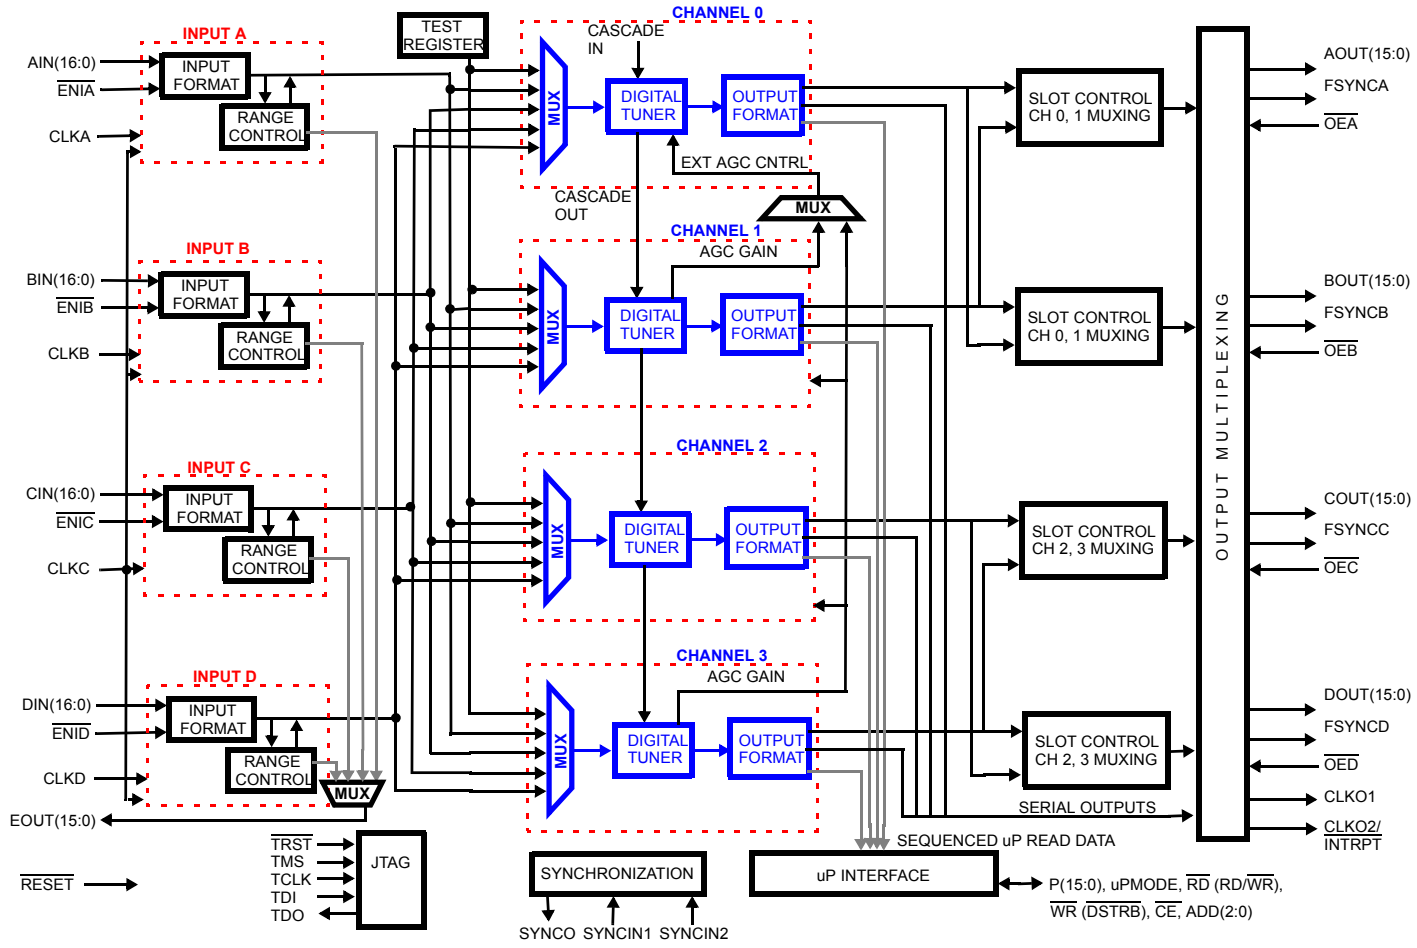 CHANNEL 0
TEST
REGISTER
CASCADE
IN
INPUT A
AIN(16:0)
ENIA
CLKA
INPUT
FORMAT
RANGE
CONTROL
MUX
DIGITAL
TUNER
OUTPUT
FORMAT
EXT AGC CNTRL
CASCADE
OUT
MUX
SLOT CONTROL
CH 0, 1 MUXING
AOUT(15:0)
FSYNCA
OEA
INPUT B
BIN(16:0)
ENIB
CLKB
INPUT
FORMAT
RANGE
CONTROL
CHANNEL 1
AGC GAIN
MUX
DIGITAL
TUNER
OUTPUT
FORMAT
SLOT CONTROL
CH 0, 1 MUXING
OUTPUT MULTIPLEXING
BOUT(15:0)
FSYNCB
OEB
INPUT C
CIN(16:0)
ENIC
CLKC
INPUT
FORMAT
RANGE
CONTROL
CHANNEL 2
MUX
DIGITAL
TUNER
OUTPUT
FORMAT
SLOT CONTROL
CH 2, 3 MUXING
COUT(15:0)
FSYNCC
OEC
INPUT D
DIN(16:0)
ENID
CLKD
INPUT
FORMAT
RANGE
CONTROL
MUX
EOUT(15:0)
CHANNEL 3
AGC GAIN
MUX
DIGITAL
TUNER
OUTPUT
FORMAT
SLOT CONTROL
CH 2, 3 MUXING
DOUT(15:0)
FSYNCD
OED
CLKO1
CLKO2/
INTRPT
SERIAL OUTPUTS
SEQUENCED uP READ DATA
RESET
TRST
TMS
TCLK
TDI
TDO
JTAG
SYNCHRONIZATION
SYNCO SYNCIN1 SYNCIN2
uP INTERFACE
P(15:0), uPMODE, RD (RD/WR),
WR (DSTRB), CE, ADD(2:0)